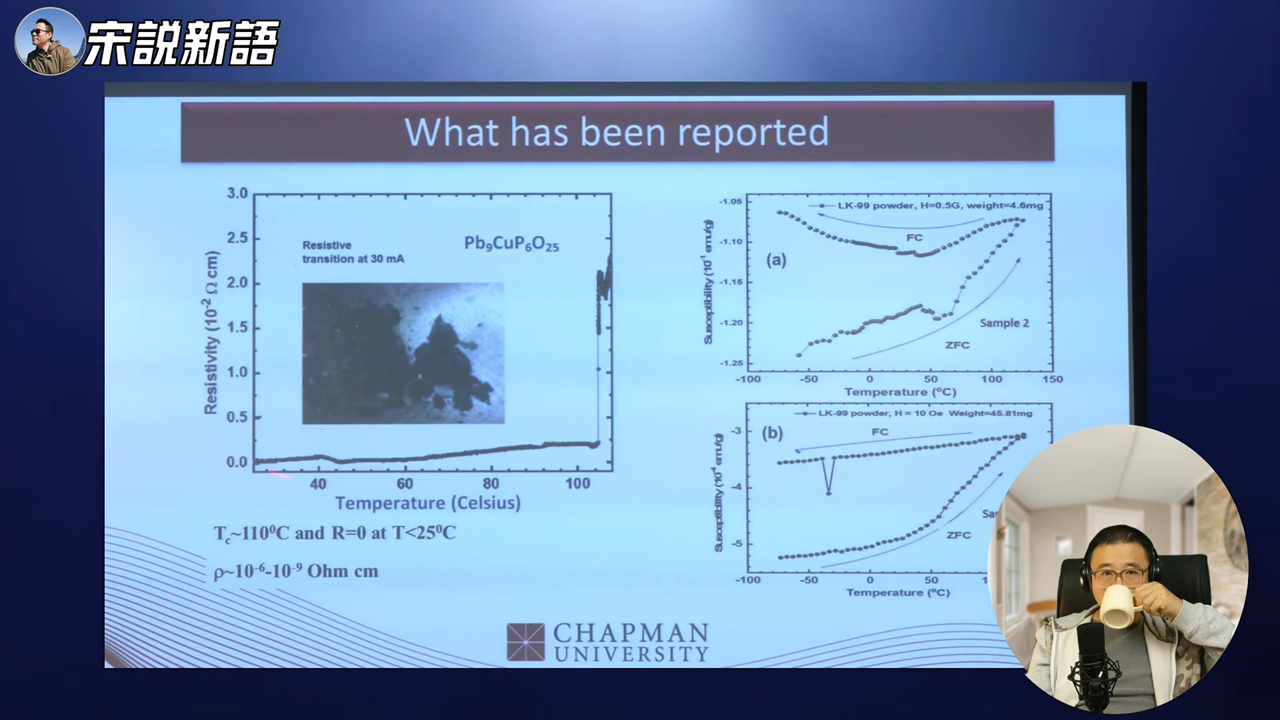 宋説新語
What has been reported
3.0
2.5
2.0
1.5
1.0
0.5
0.0
Resistivity (10⁻² Ω cm)
Resistive
transition at 30 mA
Pb₉CuP₆O₂₅
40 60 80 100
Temperature (Celsius)
T꜀~110⁰C and R=0 at T<25⁰C
ρ~10⁻⁶-10⁻⁹ Ohm cm
-1.05
-1.10
-1.15
-1.20
-1.25
Susceptibility (10⁻¹ emu/g)
LK-99 powder, H=0.5G, weight=4.6mg
FC
(a)
Sample 2
ZFC
-100 -50 0 50 100 150
Temperature (°C)
-3
-4
-5
Susceptibility (10⁻⁴ emu/g)
LK-99 powder, H = 10 Oe Weight=45.81mg
(b)
FC
ZFC
-100 -50 0 50
Temperature (°C)
CHAPMAN
UNIVERSITY